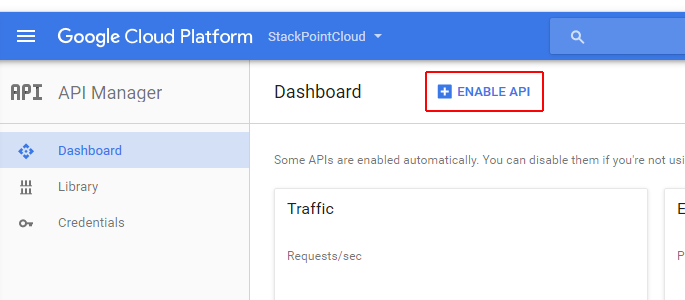 Google Cloud Platform StackPointCloud
API API Manager
Dashboard ENABLE API
Dashboard
Library
Credentials
Some APIs are enabled automatically. You can disable them if you're not usi
Traffic
E
Requests/sec
P